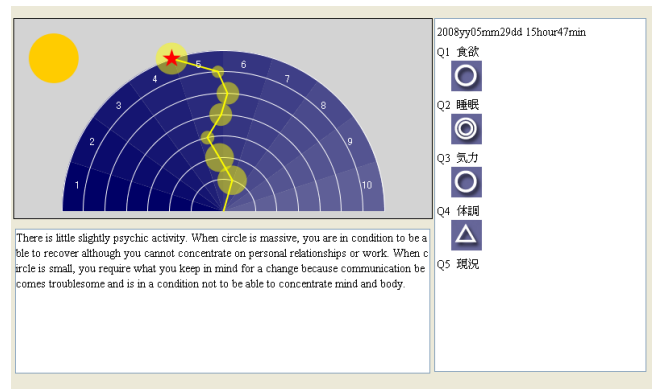 1
2
3
4
5
6
7
8
9
10
There is little slightly psychic activity. When circle is massive, you are in condition to be a
ble to recover although you cannot concentrate on personal relationships or work. When c
ircle is small, you require what you keep in mind for a change because communication be
comes troublesome and is in a condition not to be able to concentrate mind and body.
2008yy05mm29dd 15hour47min
Q1 食欲
Q2 睡眠
Q3 気力
Q4 体調
Q5 現況